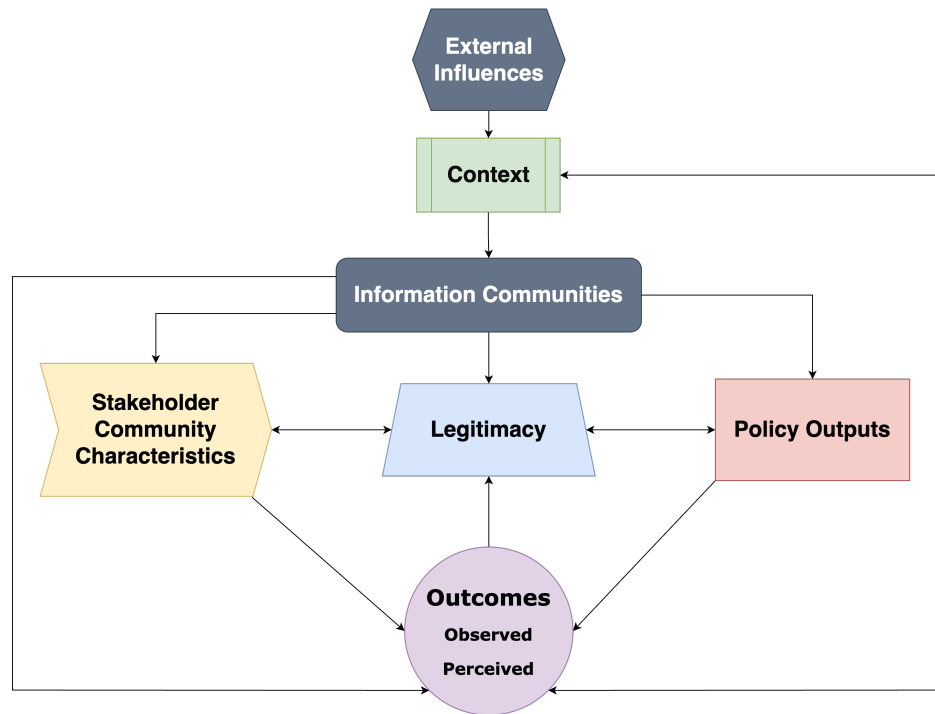 External
Influences
Context
Information Communities
Stakeholder
Community
Characteristics
Legitimacy
Policy Outputs
Outcomes
Observed
Perceived